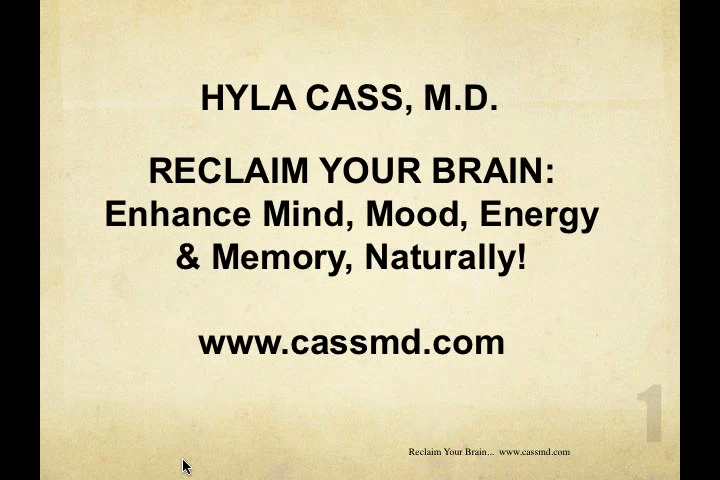 HYLA CASS, M.D.
RECLAIM YOUR BRAIN:
Enhance Mind, Mood, Energy
& Memory, Naturally!
www.cassmd.com
1
Reclaim Your Brain... www.cassmd.com